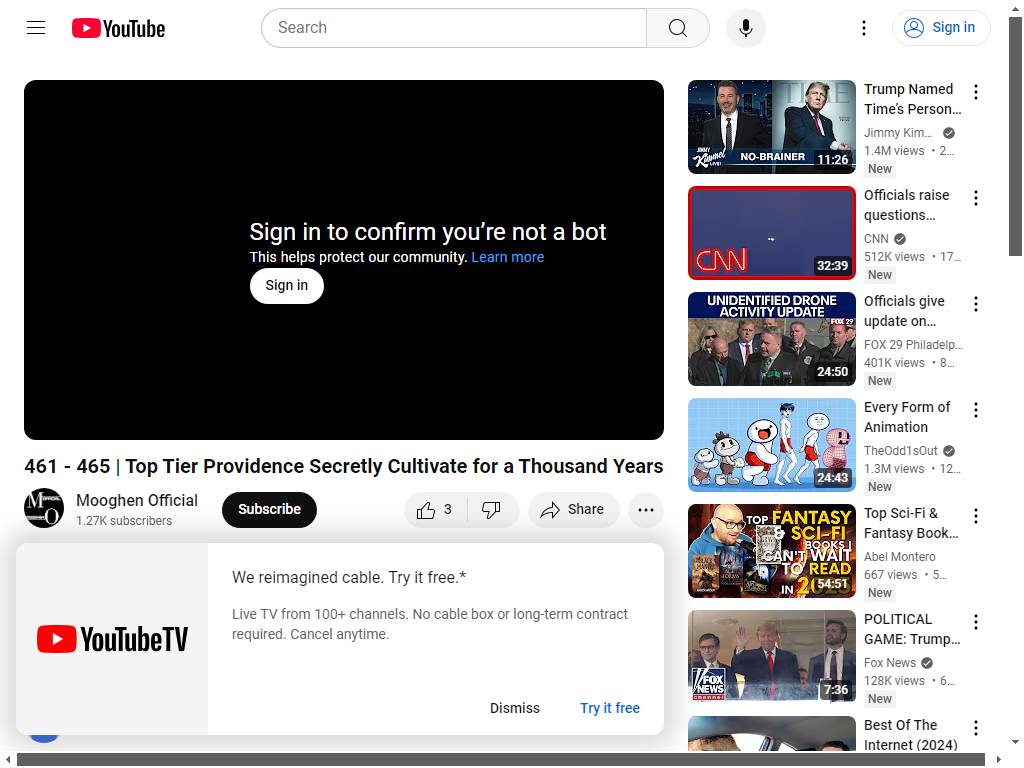 YouTube
Search
Sign in
Sign in to confirm you're not a bot
This helps protect our community. Learn more
Sign in
461 - 465 | Top Tier Providence Secretly Cultivate for a Thousand Years
Mooghen Official
1.27K subscribers
Subscribe
3
Share
We reimagined cable. Try it free.*
Live TV from 100+ channels. No cable box or long-term contract
required. Cancel anytime.
YouTubeTV
Dismiss
Try it free
TIME
JIMMY
Kimmel
LIVE!
NO-BRAINER
11:26
Trump Named
Time's Person...
Jimmy Kim...
1.4M views • 2...
New
CNN
32:39
Officials raise
questions...
CNN
512K views • 17...
New
UNIDENTIFIED DRONE
ACTIVITY UPDATE
FOX 29
24:50
Officials give
update on...
FOX 29 Philadelp...
401K views • 8...
New
24:43
Every Form of
Animation
TheOdd1sOut
1.3M views • 12...
New
TOP FANTASY
& SCI-FI
BOOKS I
CAN'T WAIT
TO READ
IN 2025
54:51
Top Sci-Fi &
Fantasy Book...
Abel Montero
667 views • 5...
New
FOX
NEWS
channel
7:36
POLITICAL
GAME: Trump...
Fox News
128K views • 6...
New
Best Of The
Internet (2024)